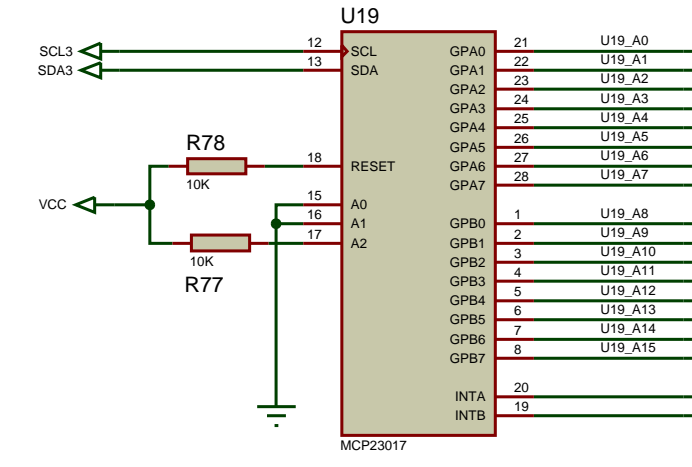 U19
SCL3
12
SCL
GPA0
21
U19_A0
SDA3
13
SDA
GPA1
22
U19_A1
GPA2
23
U19_A2
GPA3
24
U19_A3
GPA4
25
U19_A4
R78
GPA5
26
U19_A5
10K
18
RESET
GPA6
27
U19_A6
GPA7
28
U19_A7
VCC
15
A0
16
A1
GPB0
1
U19_A8
17
A2
GPB1
2
U19_A9
10K
R77
GPB2
3
U19_A10
GPB3
4
U19_A11
GPB4
5
U19_A12
GPB5
6
U19_A13
GPB6
7
U19_A14
GPB7
8
U19_A15
INTA
20
INTB
19
MCP23017